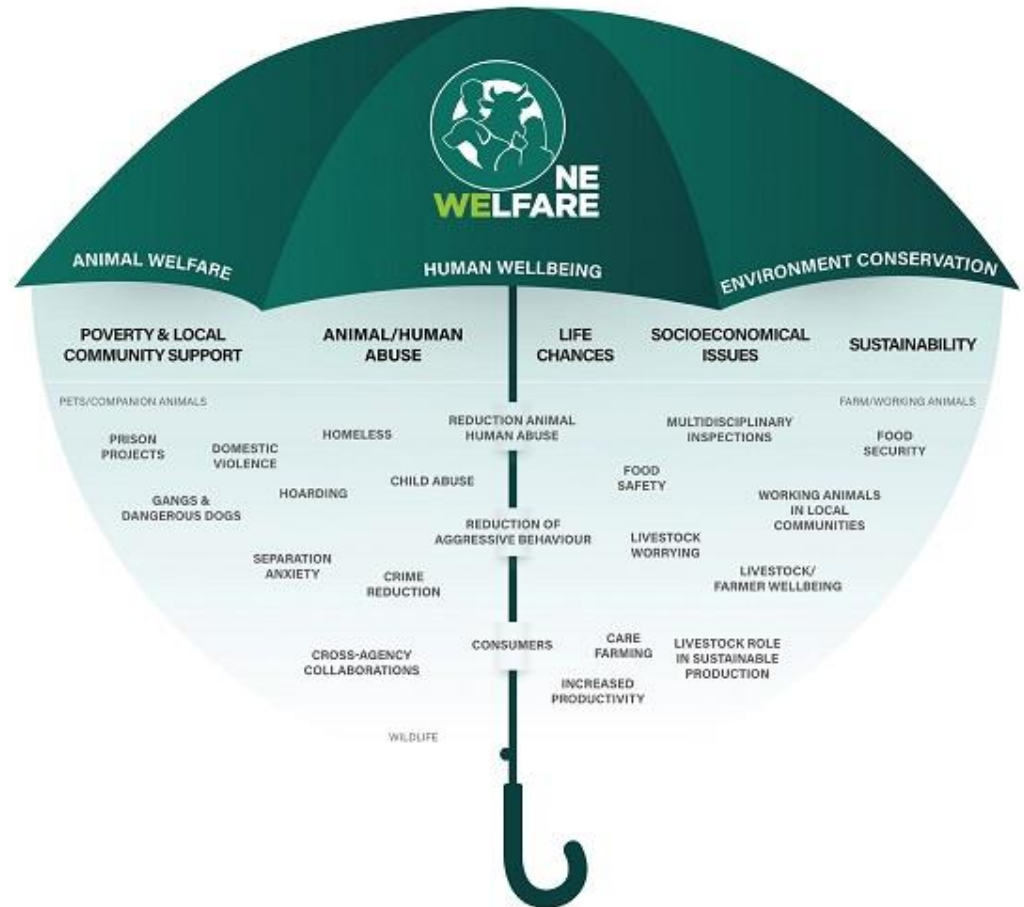 ONE
WELFARE
ANIMAL WELFARE
HUMAN WELLBEING
ENVIRONMENT CONSERVATION
POVERTY & LOCAL
COMMUNITY SUPPORT
ANIMAL/HUMAN
ABUSE
LIFE
CHANCES
SOCIOECONOMICAL
ISSUES
SUSTAINABILITY
PETS/COMPANION ANIMALS
FARM/WORKING ANIMALS
PRISON
PROJECTS
DOMESTIC
VIOLENCE
HOMELESS
REDUCTION ANIMAL
HUMAN ABUSE
MULTIDISCIPLINARY
INSPECTIONS
FOOD
SECURITY
GANGS &
DANGEROUS DOGS
HOARDING
CHILD ABUSE
FOOD
SAFETY
WORKING ANIMALS
IN LOCAL
COMMUNITIES
REDUCTION OF
AGGRESSIVE BEHAVIOUR
LIVESTOCK
WORRYING
SEPARATION
ANXIETY
CRIME
REDUCTION
LIVESTOCK/
FARMER WELLBEING
CROSS-AGENCY
COLLABORATIONS
CONSUMERS
CARE
FARMING
LIVESTOCK ROLE
IN SUSTAINABLE
PRODUCTION
INCREASED
PRODUCTIVITY
WILDLIFE